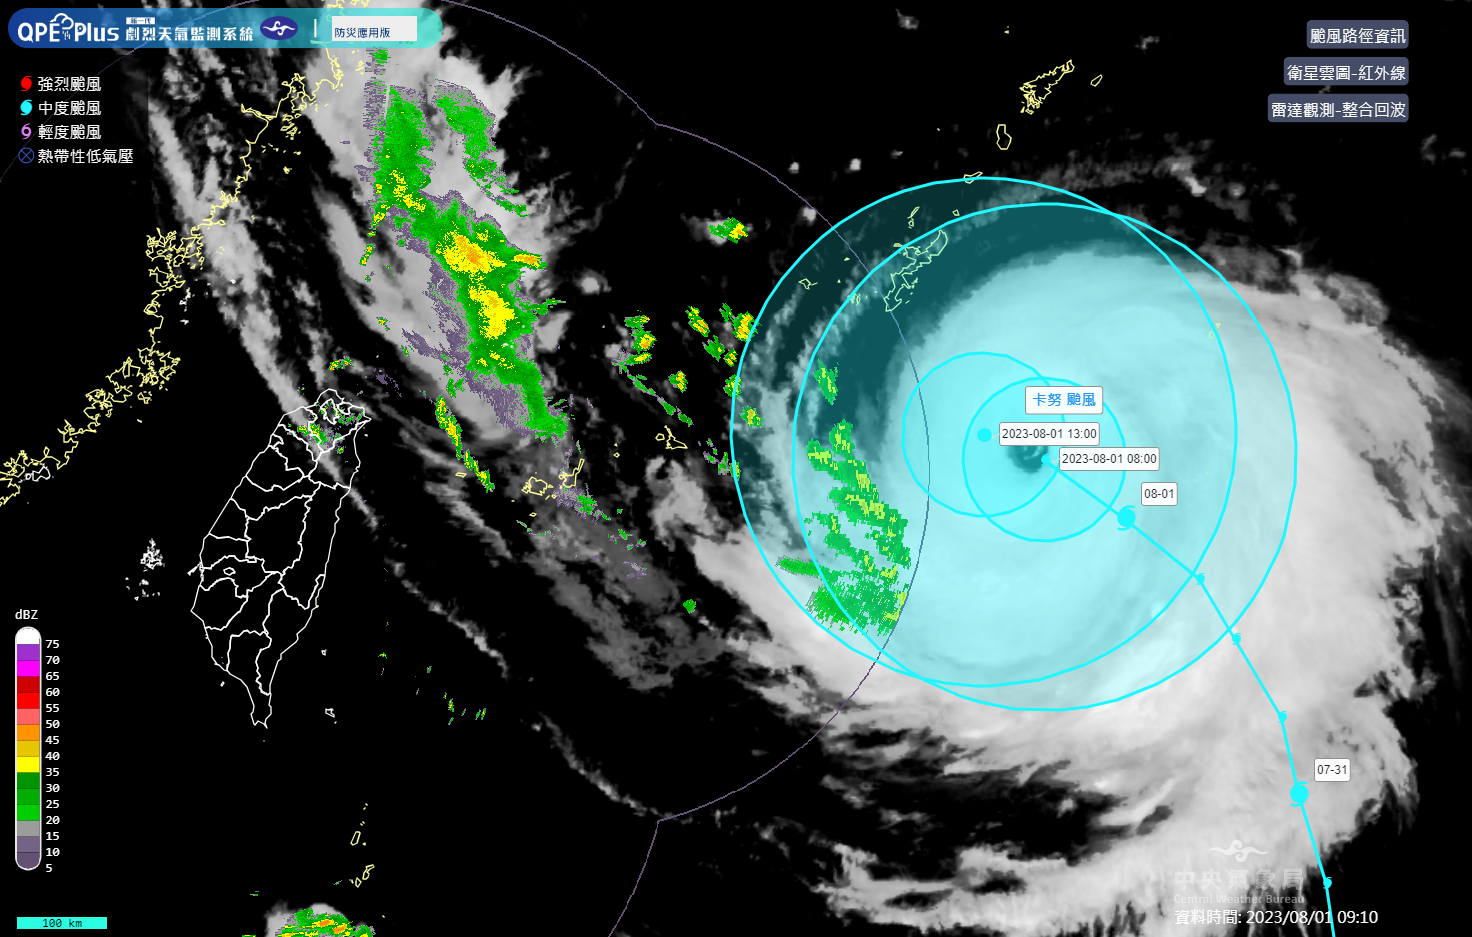 QPE Plus 新一代 劇烈天氣監測系統 防災應用版
颱風路徑資訊
衛星雲圖-紅外線
雷達觀測-整合回波
強烈颱風
中度颱風
輕度颱風
熱帶性低氣壓
卡努 颱風
2023-08-01 13:00
2023-08-01 08:00
08-01
07-31
dBZ
75
70
65
60
55
50
45
40
35
30
25
20
15
10
5
100 km
中央氣象局
Central Weather Bureau
資料時間: 2023/08/01 09:10